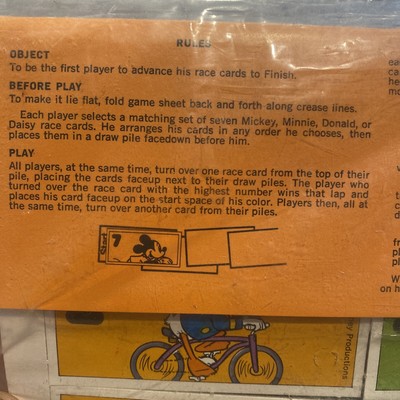 RULES
OBJECT
To be the first player to advance his race cards to Finish.
BEFORE PLAY
To make it lie flat, fold game sheet back and forth along crease lines.
Each player selects a matching set of seven Mickey, Minnie, Donald, or
Daisy race cards. He arranges his cards in any order he chooses, then
places them in a draw pile facedown before him.
PLAY
All players, at the same time, turn over one race card from the top of their
pile, placing the cards faceup next to their draw piles. The player who
turned over the race card with the highest number wins that lap and
places his card faceup on the start space of his color. Players then, all at
the same time, turn over another card from their piles.
Start
7
Productions
on h